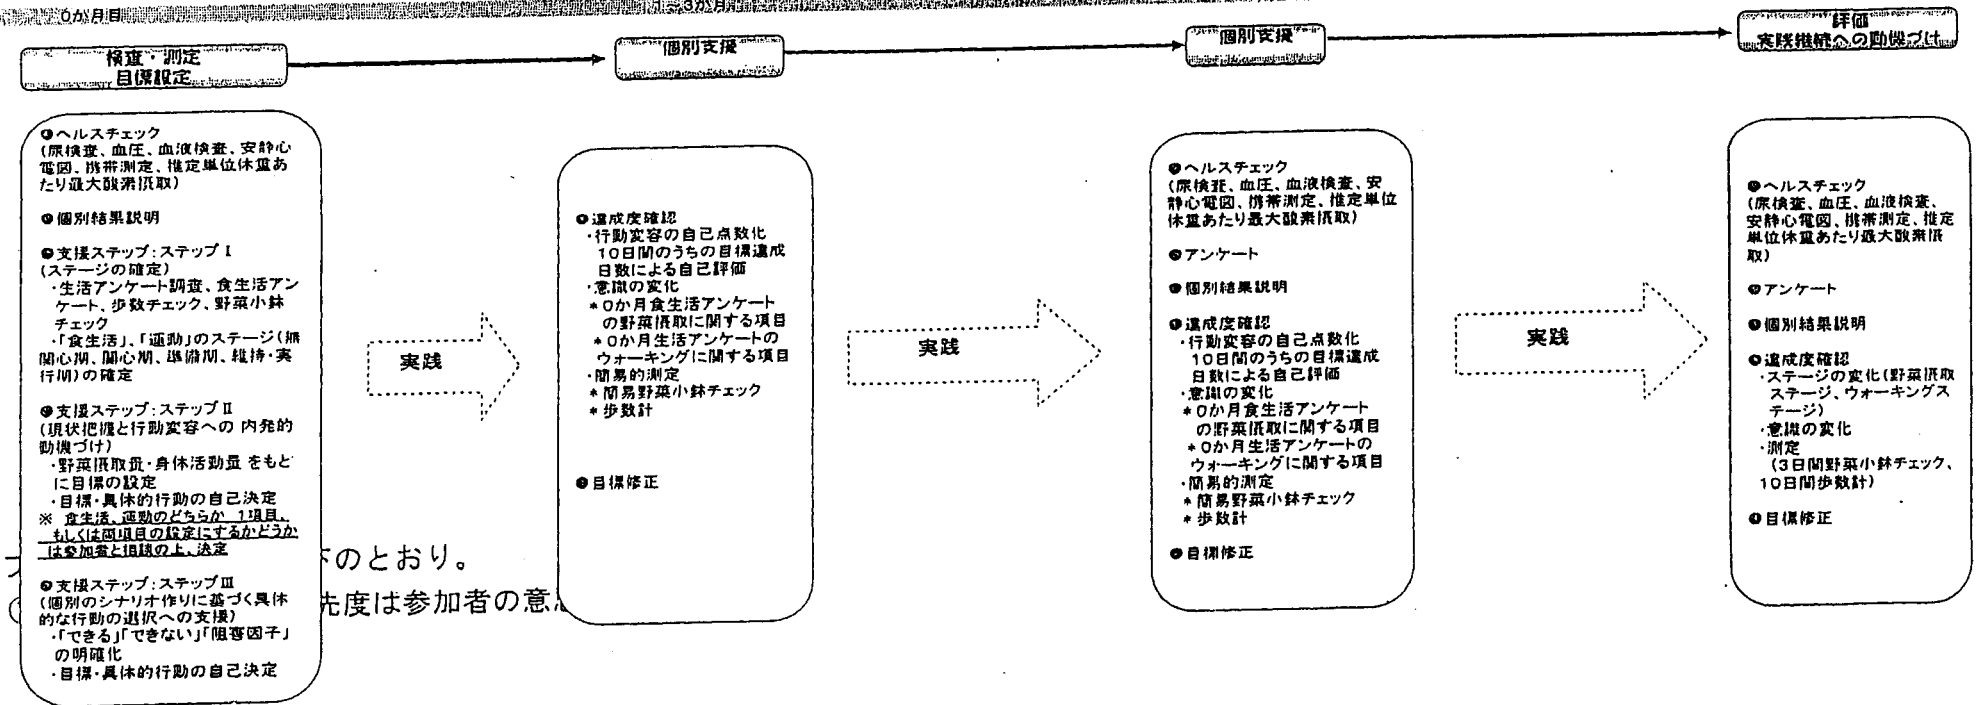 0か月目
3か月
検査・測定
目標設定
個別支援
個別支援
評価
実践継続への動機づけ
●ヘルスチェック
(尿検査、血圧、血液検査、安静心
電図、携帯測定、推定単位体重あ
たり最大酸素摂取)
●個別結果説明
●支援ステップ:ステップⅠ
(ステージの確定)
・生活アンケート調査、食生活アン
ケート、歩数チェック、野菜小鉢
チェック
・「食生活」、「運動」のステージ(無
関心期、関心期、準備期、維持・実
行期)の確定
●支援ステップ:ステップⅡ
(現状把握と行動変容への 内発的
動機づけ)
・野菜摂取量・身体活動量 をもと
に目標の設定
・目標・具体的行動の自己決定
※ 食生活、運動のどちらか 1項目、
もしくは両項目の設定にするかどうか
は参加者と相談の上、決定
●支援ステップ:ステップⅢ
(個別のシナリオ作りに基づく具体
的な行動の選択への支援)
・「できる」「できない」「阻害因子」
の明確化
・目標・具体的行動の自己決定
のとおり。
先度は参加者の意
実践
●達成度確認
・行動変容の自己点数化
10日間のうちの目標達成
日数による自己評価
・意識の変化
*0か月食生活アンケート
の野菜摂取に関する項目
*0か月生活アンケートの
ウォーキングに関する項目
・簡易的測定
*簡易野菜小鉢チェック
*歩数計
●目標修正
実践
●ヘルスチェック
(尿検査、血圧、血液検査、安
静心電図、携帯測定、推定単位
体重あたり最大酸素摂取)
●アンケート
●個別結果説明
●達成度確認
・行動変容の自己点数化
10日間のうちの目標達成
日数による自己評価
・意識の変化
*0か月食生活アンケート
の野菜摂取に関する項目
*0か月生活アンケートの
ウォーキングに関する項目
・簡易的測定
*簡易野菜小鉢チェック
*歩数計
●目標修正
実践
●ヘルスチェック
(尿検査、血圧、血液検査、
安静心電図、携帯測定、推定
単位体重あたり最大酸素摂
取)
●アンケート
●個別結果説明
●達成度確認
・ステージの変化(野菜摂取
ステージ、ウォーキングス
テージ)
・意識の変化
・測定
(3日間野菜小鉢チェック、
10日間歩数計)
●目標修正